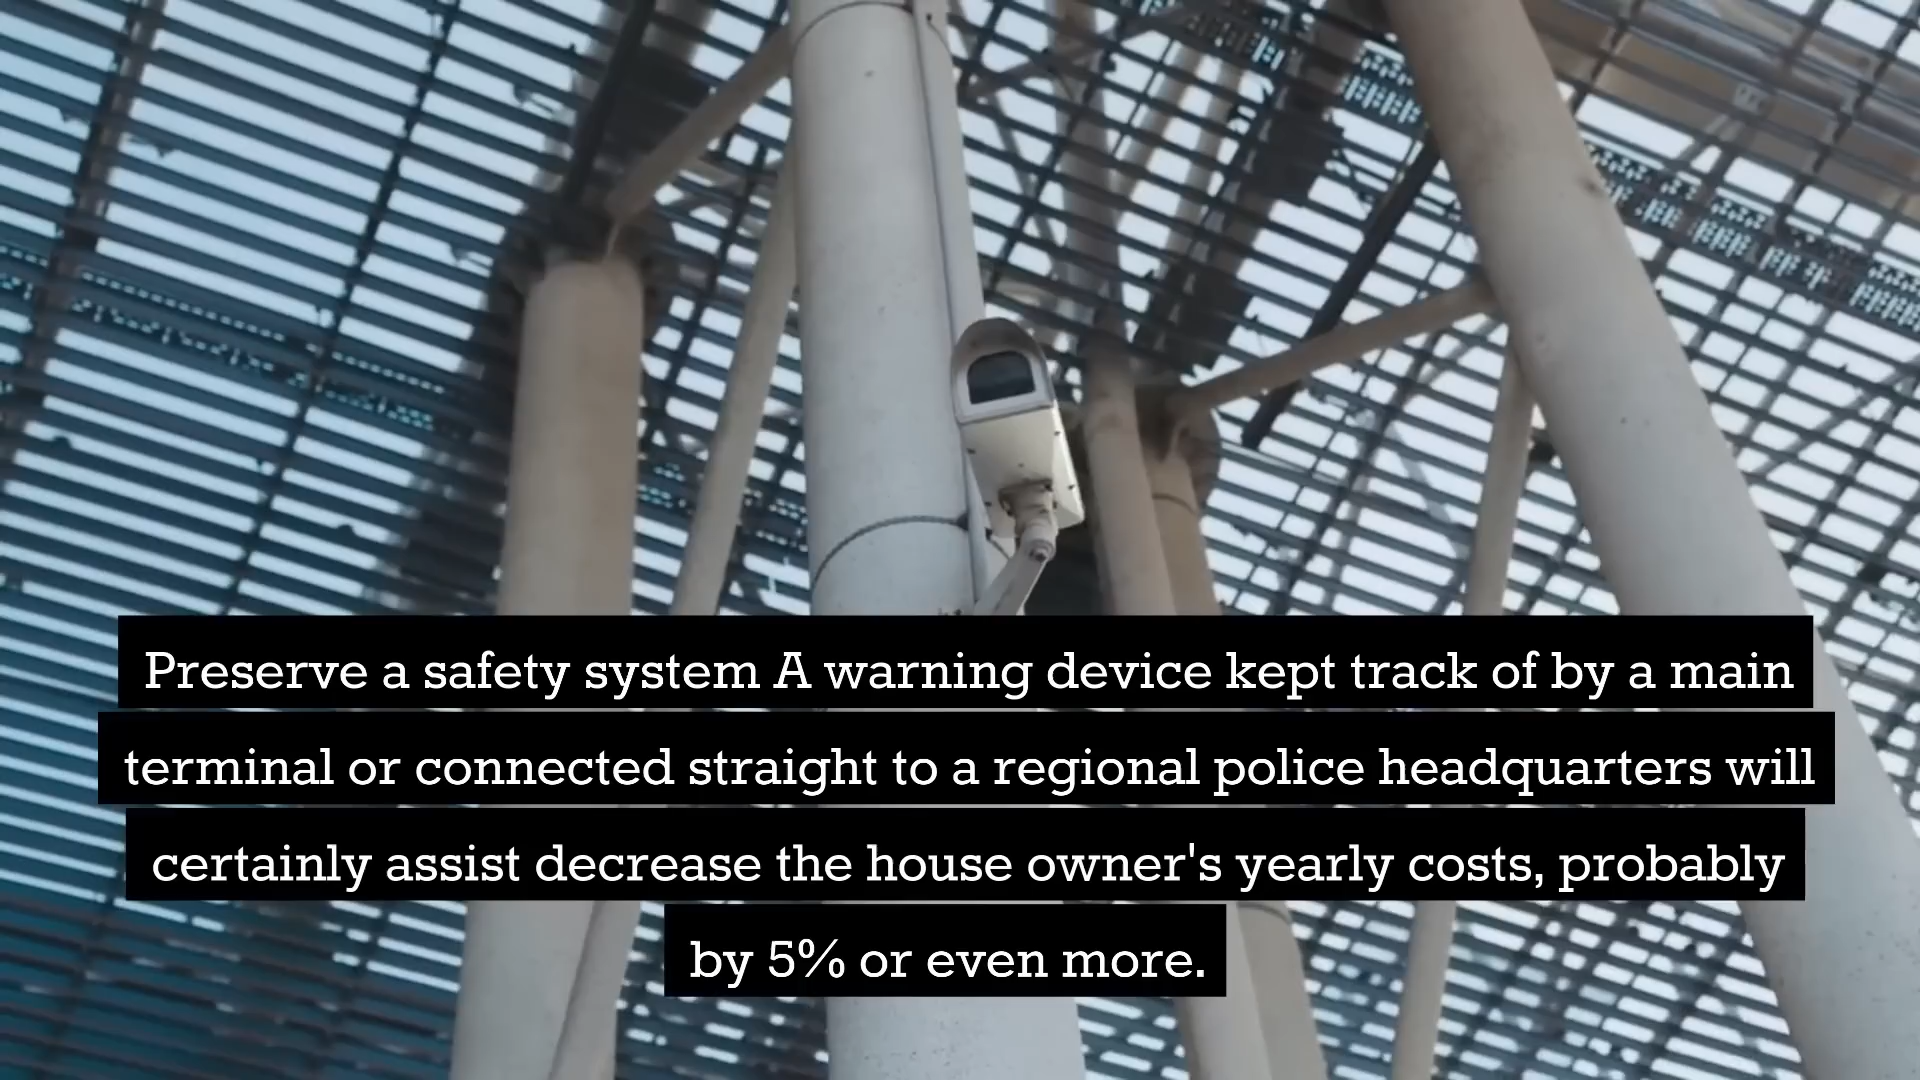 Preserve a safety system A warning device kept track of by a main
terminal or connected straight to a regional police headquarters will
certainly assist decrease the house owner's yearly costs, probably
by 5% or even more.